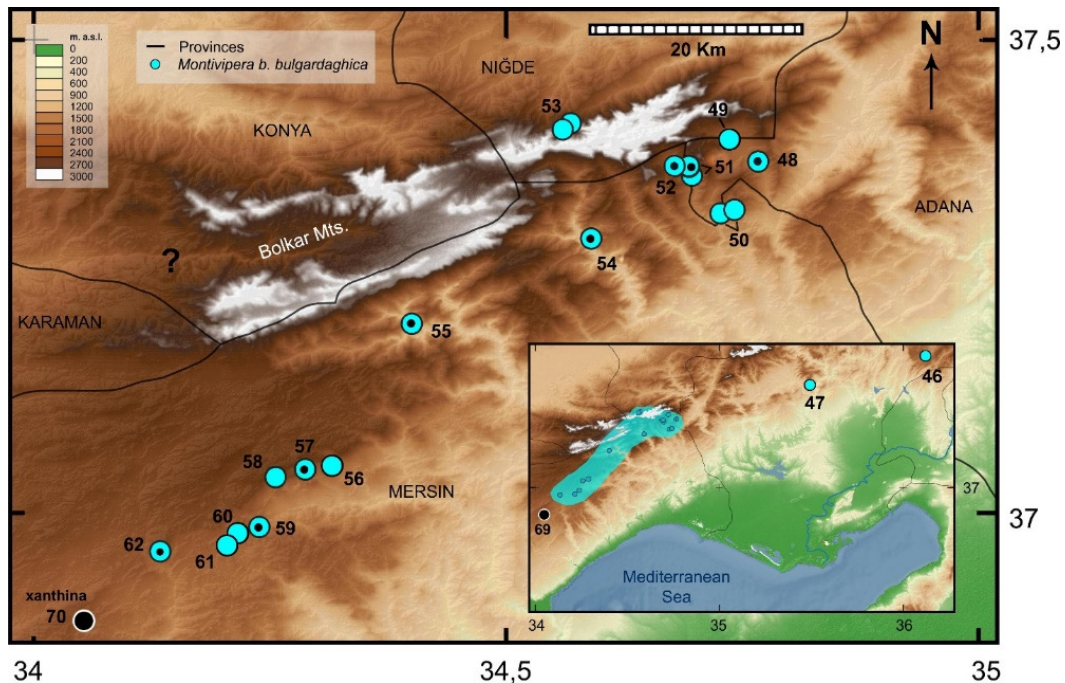 m. a.s.l.
0
200
400
600
900
1200
1500
1800
2100
2400
2700
3000
Provinces
Montivipera b. bulgardaghica
20 Km
N
37,5
NIĞDE
KONYA
53
49
48
51
52
ADANA
50
Bolkar Mts.
54
?
KARAMAN
55
46
47
58
57
56
MERSIN
37
69
60
59
37
62
61
Mediterranean
Sea
xanthina
70
34
35
36
34
34,5
35